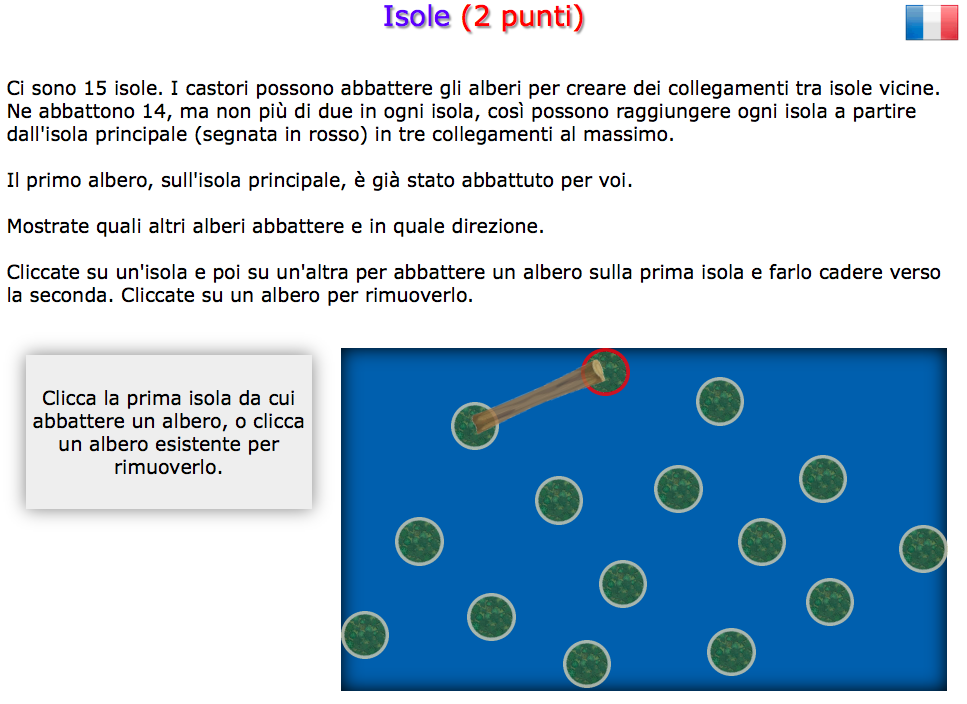 Isole (2 punti)
Ci sono 15 isole. I castori possono abbattere gli alberi per creare dei collegamenti tra isole vicine.
Ne abbattono 14, ma non più di due in ogni isola, così possono raggiungere ogni isola a partire
dall'isola principale (segnata in rosso) in tre collegamenti al massimo.
Il primo albero, sull'isola principale, è già stato abbattuto per voi.
Mostrate quali altri alberi abbattere e in quale direzione.
Cliccate su un'isola e poi su un'altra per abbattere un albero sulla prima isola e farlo cadere verso
la seconda. Cliccate su un albero per rimuoverlo.
Clicca la prima isola da cui
abbattere un albero, o clicca
un albero esistente per
rimuoverlo.